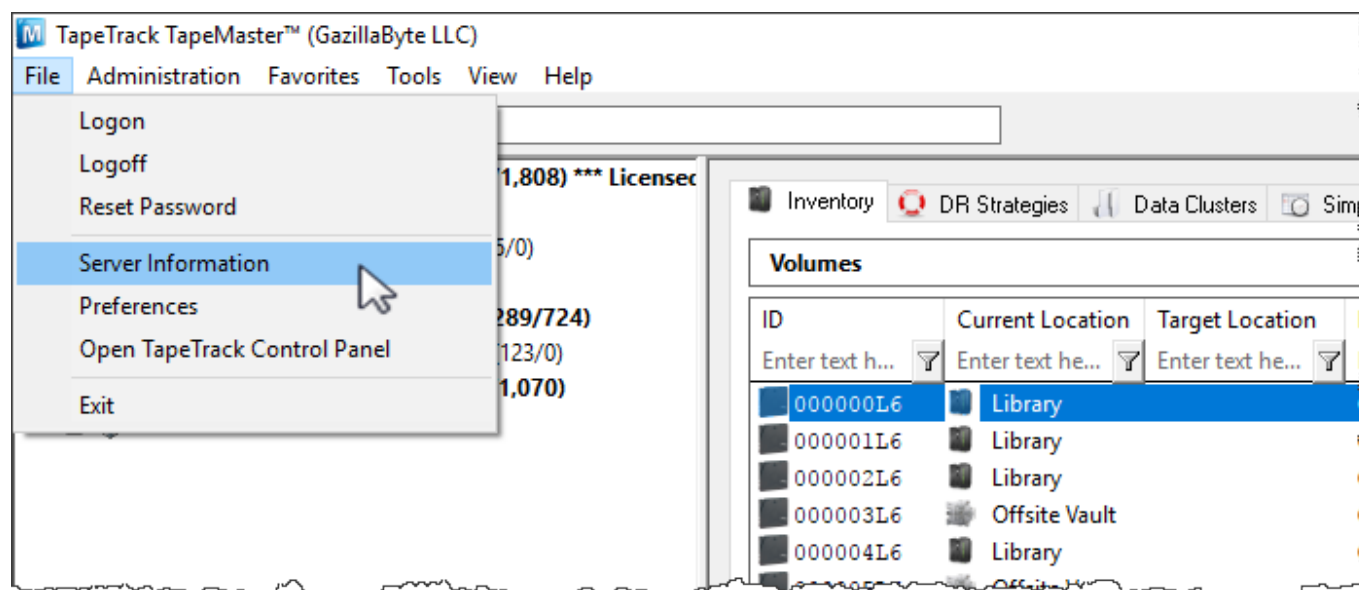 TapeTrack TapeMaster™ (GazillaByte LLC)
File Administration Favorites Tools View Help
Logon
Logoff
Reset Password
Server Information
Preferences
Open TapeTrack Control Panel
Exit
1,808) *** Licensed
/0)
289/724)
123/0)
1,070)
Inventory DR Strategies Data Clusters
Volumes
ID Current Location Target Location
Enter text h... Enter text he... Enter text he...
000000L6 Library
000001L6 Library
000002L6 Library
000003L6 Offsite Vault
000004L6 Library